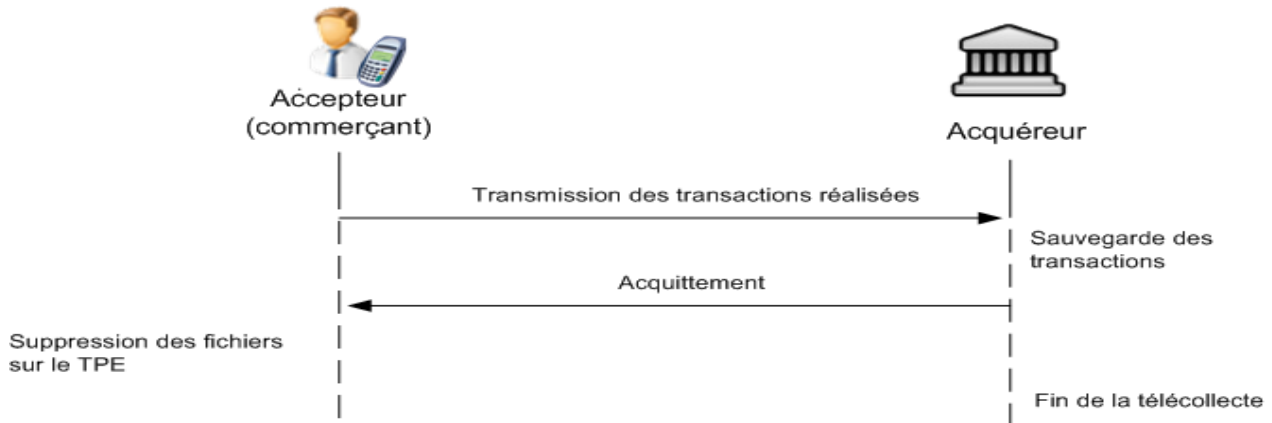 Accepteur
(commerçant)
Acquéreur
Transmission des transactions réalisées
Sauvegarde des
transactions
Acquittement
Suppression des fichiers
sur le TPE
Fin de la télécollecte